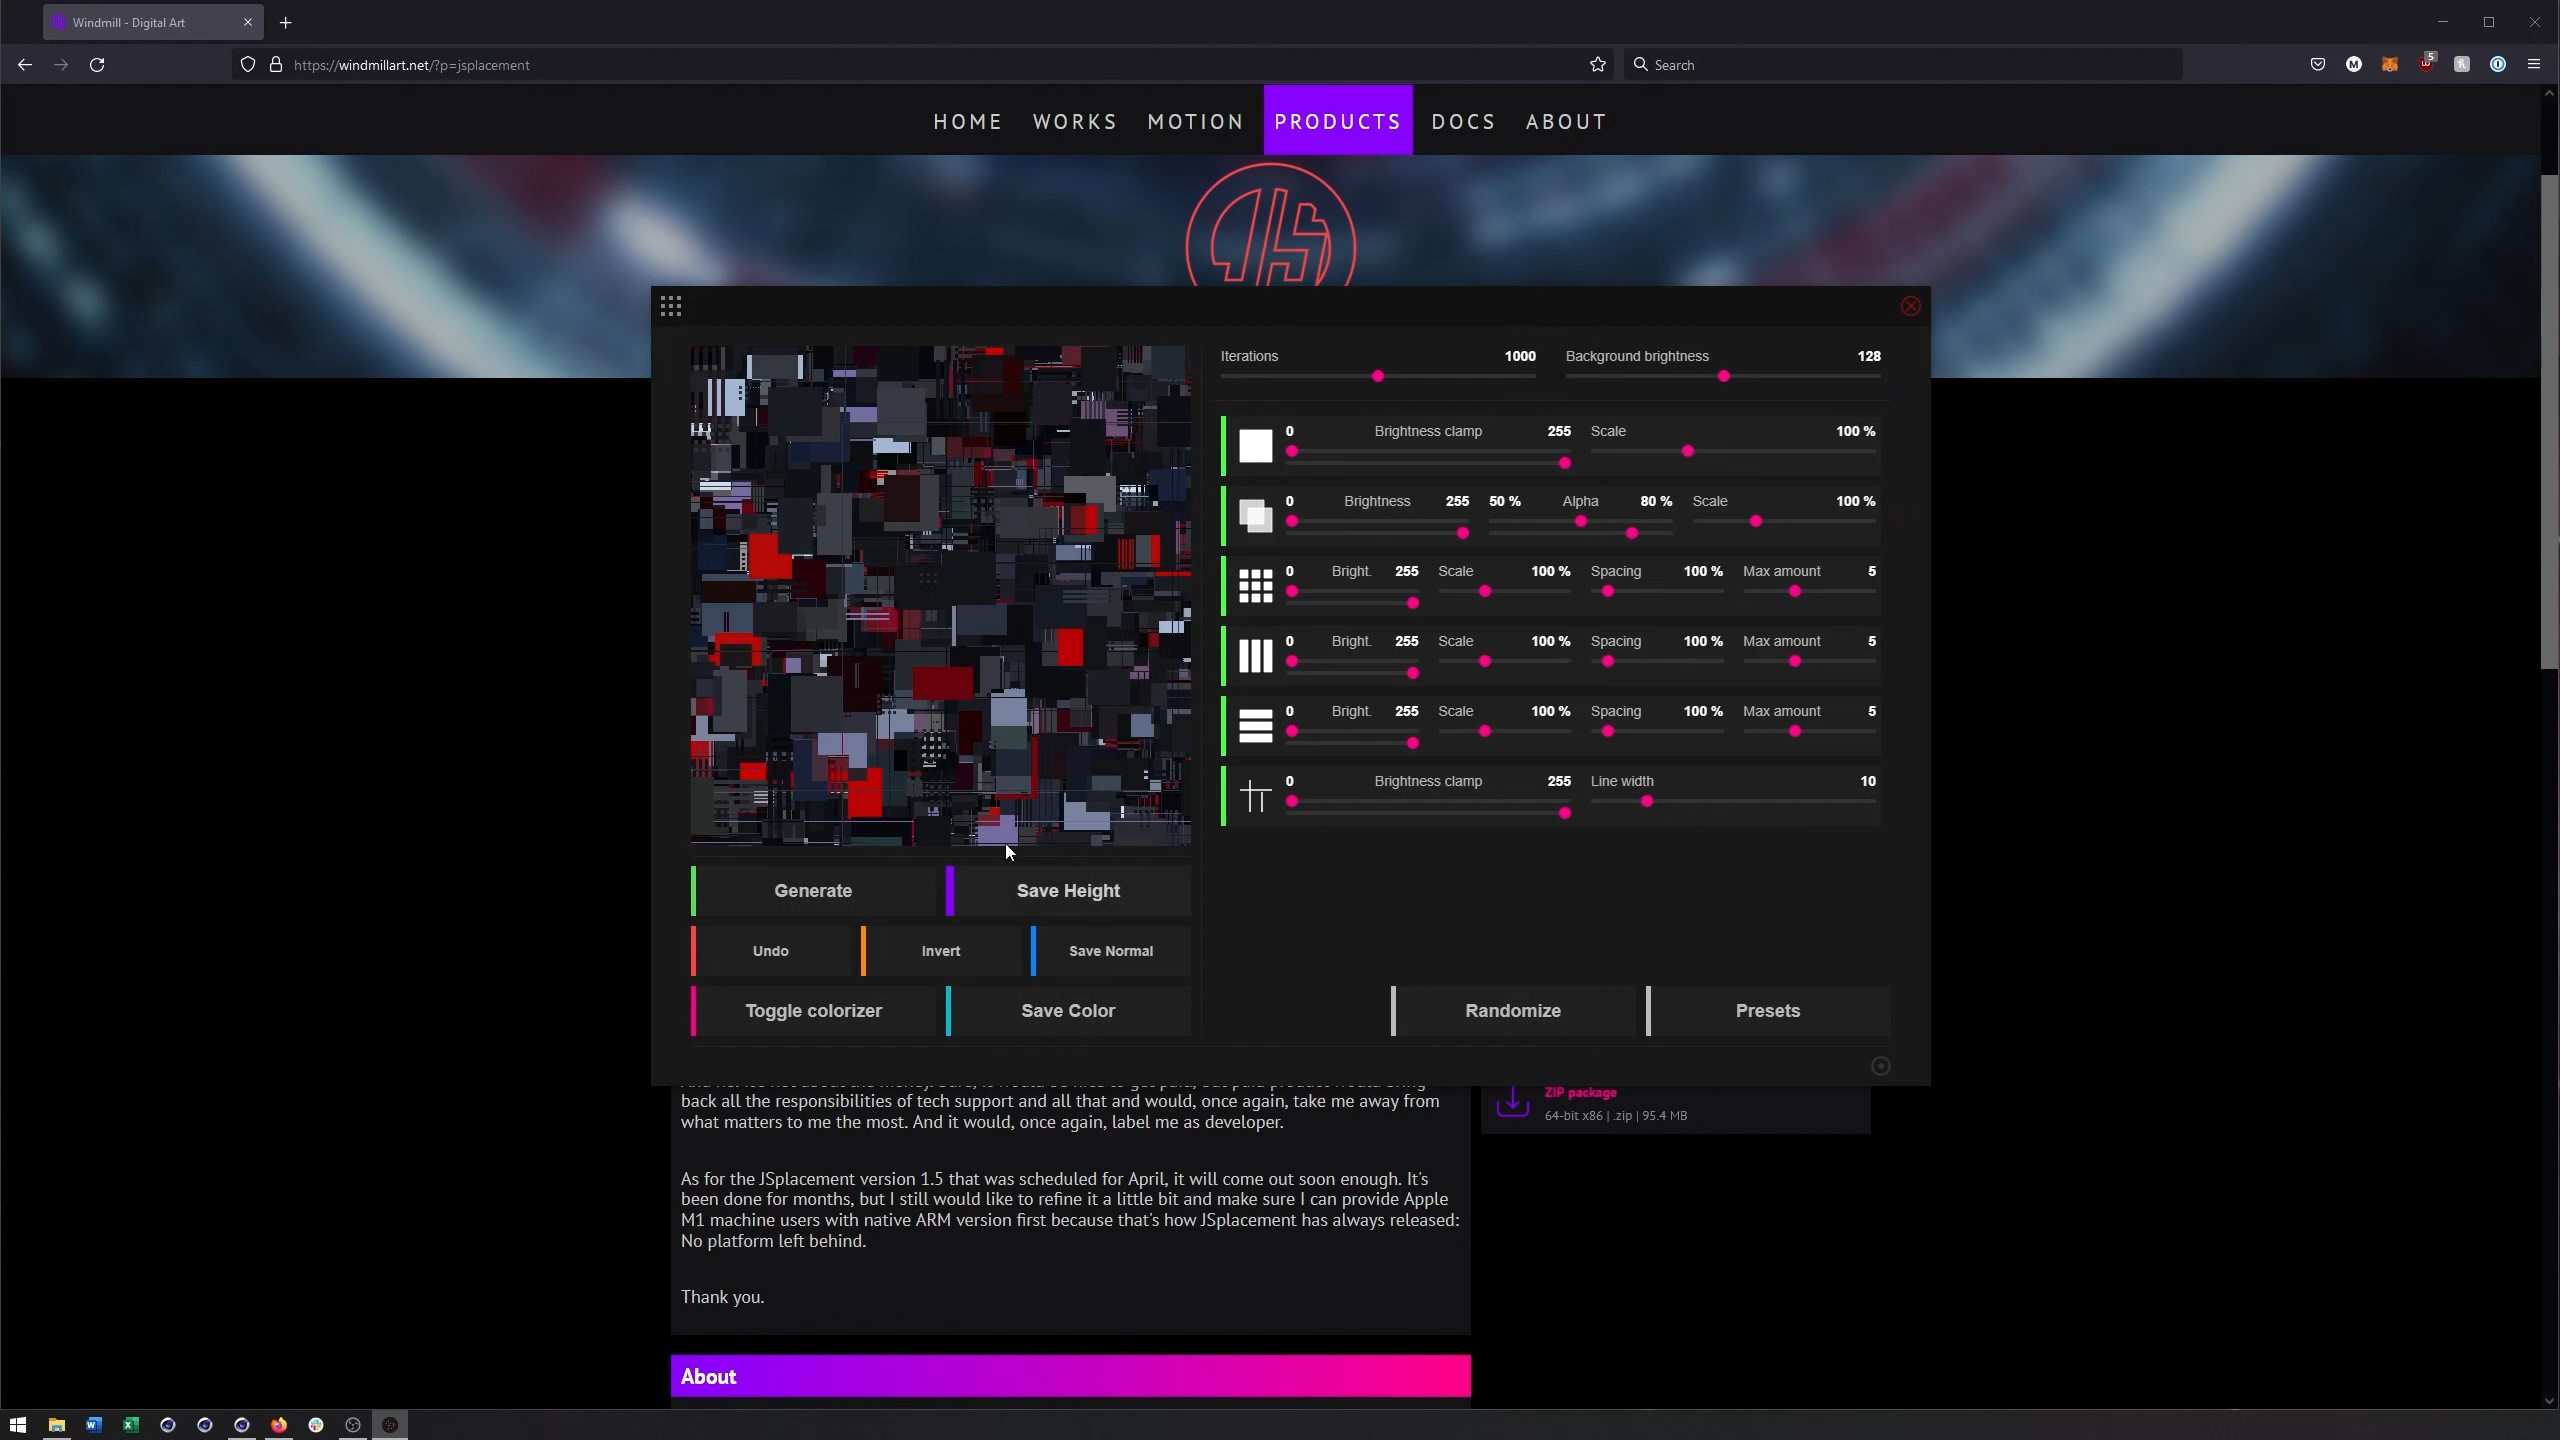 Windmill - Digital Art
https://windmillart.net/?p=jsplacement
Search
5
HOME WORKS MOTION PRODUCTS DOCS ABOUT
Iterations 1000 Background brightness 128
0 Brightness clamp 255 Scale 100 %
0 Brightness 255 50 % Alpha 80 % Scale 100 %
0 Bright. 255 Scale 100 % Spacing 100 % Max amount 5
0 Bright. 255 Scale 100 % Spacing 100 % Max amount 5
0 Bright. 255 Scale 100 % Spacing 100 % Max amount 5
0 Brightness clamp 255 Line width 10
Generate Save Height
Undo Invert Save Normal
Toggle colorizer Save Color
Randomize Presets
ZIP package
64-bit x86 | .zip | 95.4 MB
back all the responsibilities of tech support and all that and would, once again, take me away from
what matters to me the most. And it would, once again, label me as developer.
As for the JSplacement version 1.5 that was scheduled for April, it will come out soon enough. It's
been done for months, but I still would like to refine it a little bit and make sure I can provide Apple
M1 machine users with native ARM version first because that's how JSplacement has always released:
No platform left behind.
Thank you.
About